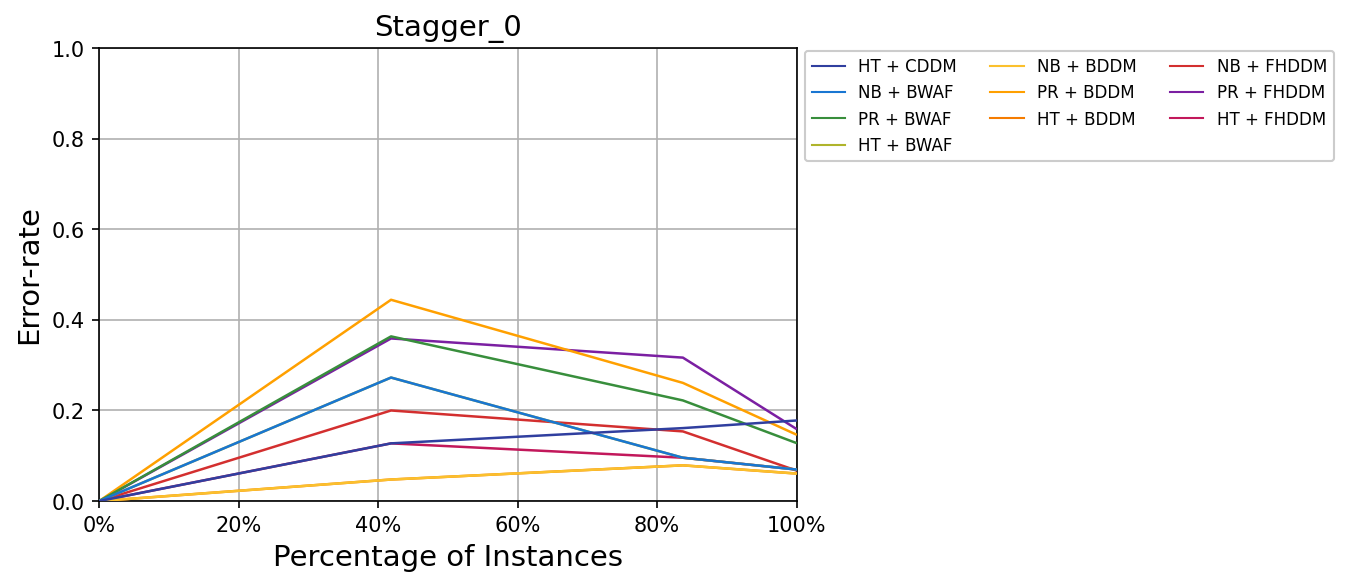 Stagger_0
1.0
0.8
0.6
0.4
0.2
0.0
Error-rate
0% 20% 40% 60% 80% 100%
Percentage of Instances
HT + CDDM
NB + BWAF
PR + BWAF
HT + BWAF
NB + BDDM
PR + BDDM
HT + BDDM
NB + FHDDM
PR + FHDDM
HT + FHDDM